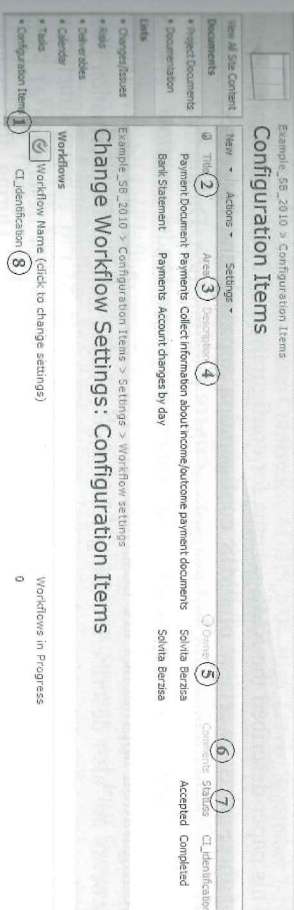 Example_SB_2010 > Configuration Items
Configuration Items
View All Site Content
New Actions Settings
Documents
Title 2 Area 3 Description 4 Owner 5 Comments 6 Statuss 7 CI_identification
• Project Documents
Payment Document Payments Collect information about income/outcome payment documents Solvita Berzisa Accepted Completed
• Documentation
Bank Statement Payments Account changes by day Solvita Berzisa
Lists
• Changes/Issues
• Risks
• Deliverables
• Calendar
• Tasks
• Configuration Item 1
Example_SB_2010 > Configuration Items > Settings > Workflow settings
Change Workflow Settings: Configuration Items
Workflows
Workflow Name (click to change settings) Workflows in Progress
CI_identification 8 0